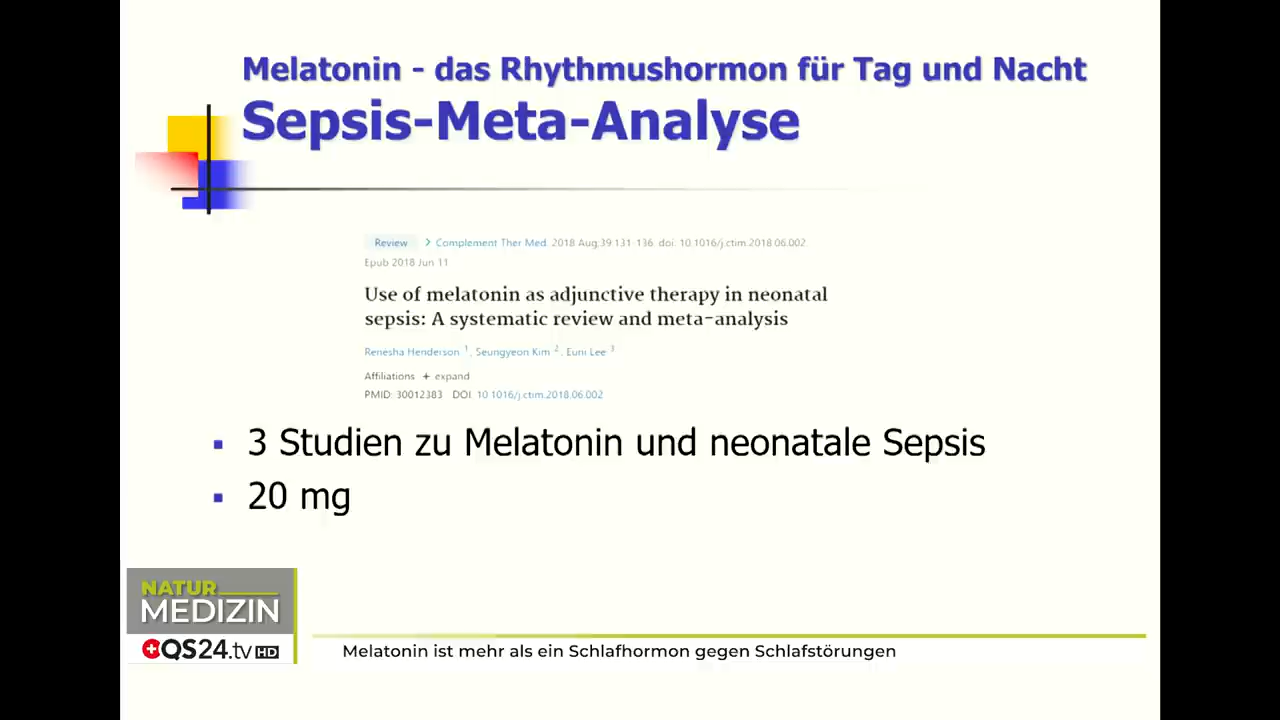 Melatonin - das Rhythmushormon für Tag und Nacht
Sepsis-Meta-Analyse
Review > Complement Ther Med. 2018 Aug;39:131-136. doi: 10.1016/j.ctim.2018.06.002
Epub 2018 Jun 11
Use of melatonin as adjunctive therapy in neonatal
sepsis: A systematic review and meta-analysis
Renesha Henderson 1, Seungyeon Kim 2, Euni Lee 3
Affiliations + expand
PMID: 30012383 DOI: 10.1016/j.ctim.2018.06.002
▪ 3 Studien zu Melatonin und neonatale Sepsis
▪ 20 mg
NATUR
MEDIZIN
QS24.tv HD
Melatonin ist mehr als ein Schlafhormon gegen Schlafstörungen